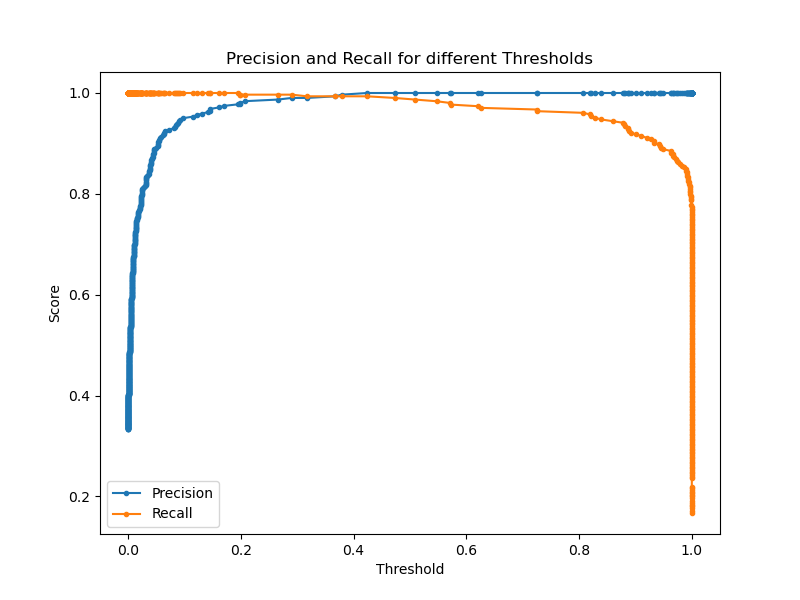 Precision and Recall for different Thresholds
1.0
0.8
0.6
0.4
0.2
Score
Precision
Recall
0.0 0.2 0.4 0.6 0.8 1.0
Threshold